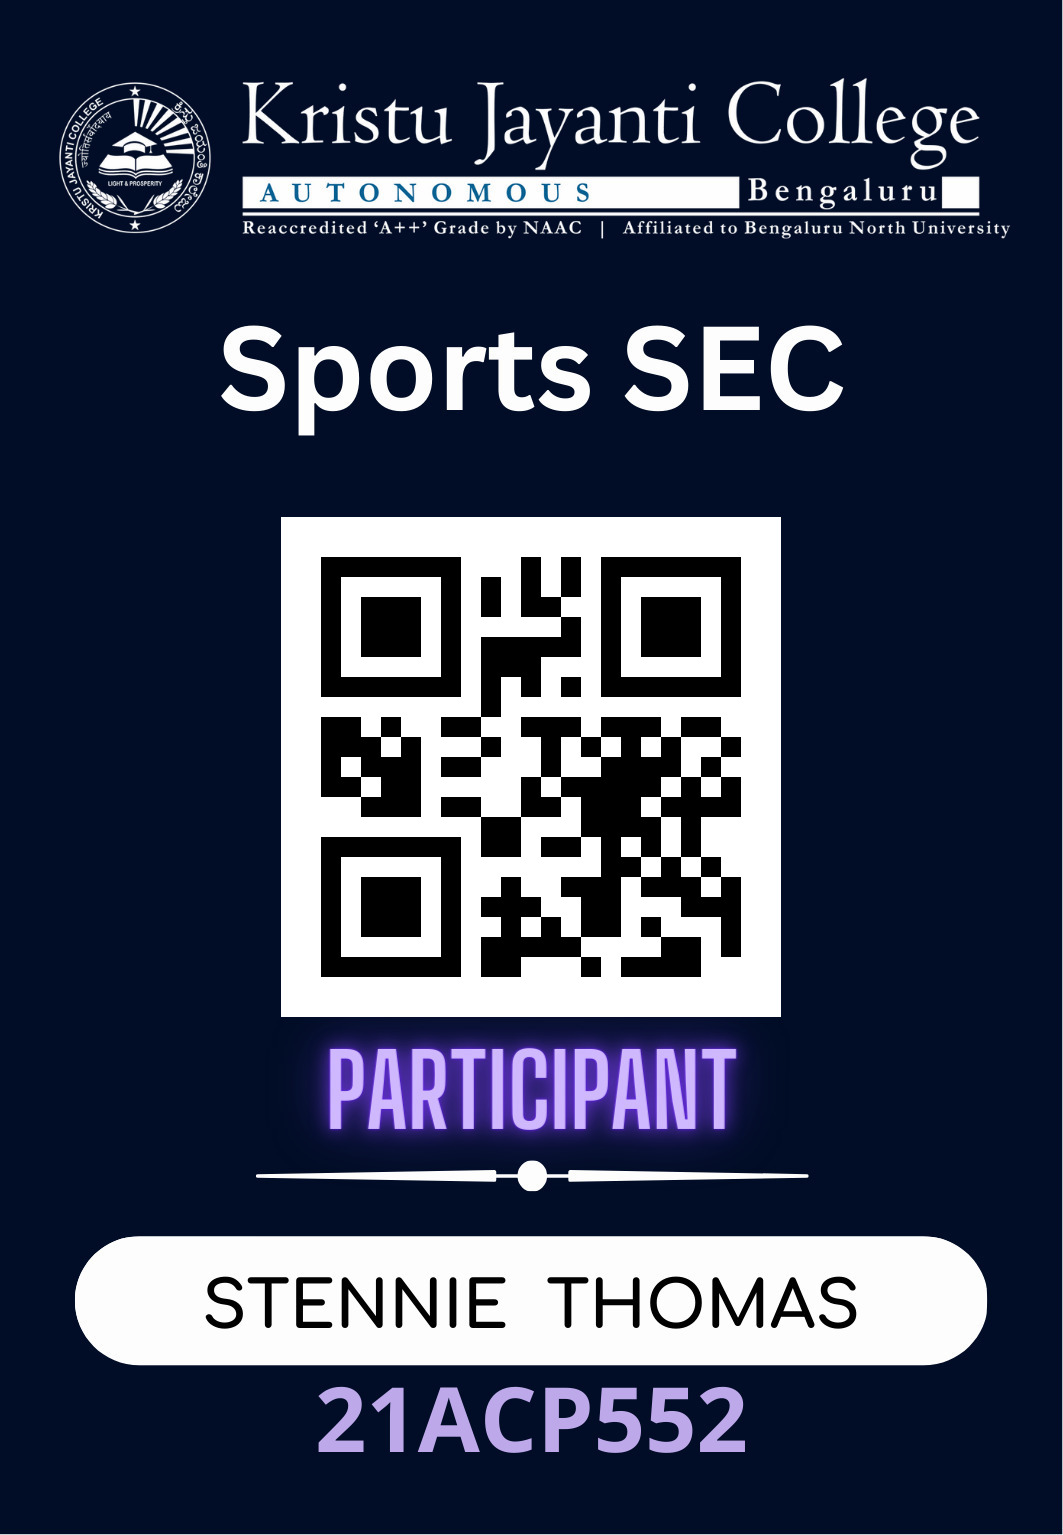 KRISTU JAYANTI COLLEGE
ಕ್ರಿಸ್ತು ಜಯಂತಿ ಕಾಲೇಜು
LIGHT & PROSPERITY
Kristu Jayanti College
AUTONOMOUS Bengaluru
Reaccredited ‘A++’ Grade by NAAC | Affiliated to Bengaluru North University
Sports SEC
PARTICIPANT
STENNIE THOMAS
21ACP552